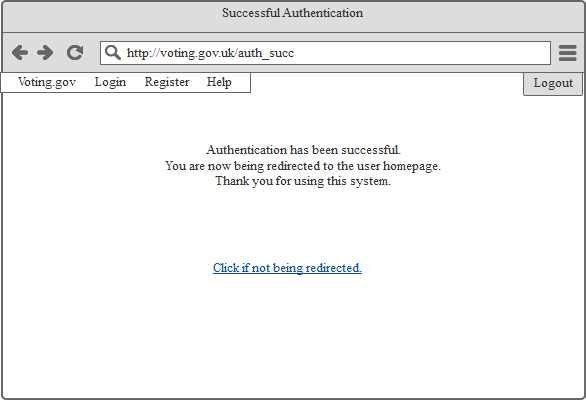 Successful Authentication
http://voting.gov.uk/auth_succ
Voting.gov Login Register Help Logout
Authentication has been successful.
You are now being redirected to the user homepage.
Thank you for using this system.
Click if not being redirected.